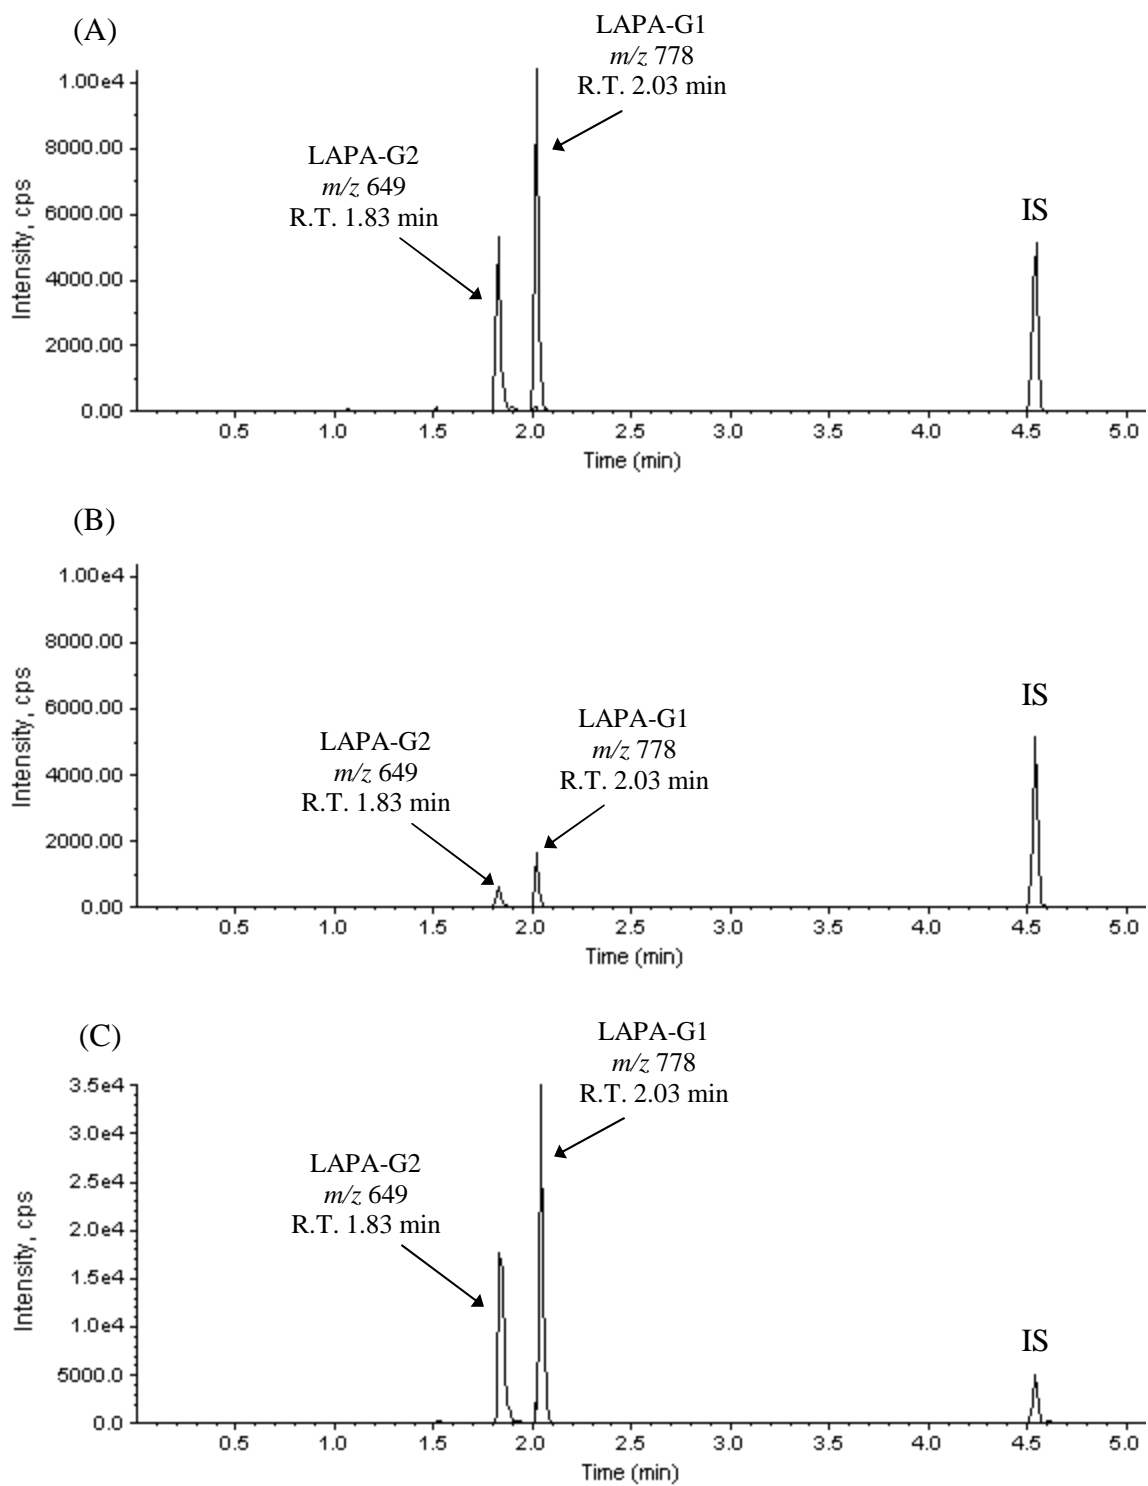 (A)
LAPA-G1
m/z 778
R.T. 2.03 min
LAPA-G2
m/z 649
R.T. 1.83 min
IS
Intensity, cps
1.00e4
8000.00
6000.00
4000.00
2000.00
0.00
0.5 1.0 1.5 2.0 2.5 3.0 3.5 4.0 4.5 5.0
Time (min)
(B)
LAPA-G1
m/z 778
R.T. 2.03 min
LAPA-G2
m/z 649
R.T. 1.83 min
IS
Intensity, cps
1.00e4
8000.00
6000.00
4000.00
2000.00
0.00
0.5 1.0 1.5 2.0 2.5 3.0 3.5 4.0 4.5 5.0
Time (min)
(C)
LAPA-G1
m/z 778
R.T. 2.03 min
LAPA-G2
m/z 649
R.T. 1.83 min
IS
Intensity, cps
3.5e4
3.0e4
2.5e4
2.0e4
1.5e4
1.0e4
5000.0
0.0
0.5 1.0 1.5 2.0 2.5 3.0 3.5 4.0 4.5 5.0
Time (min)